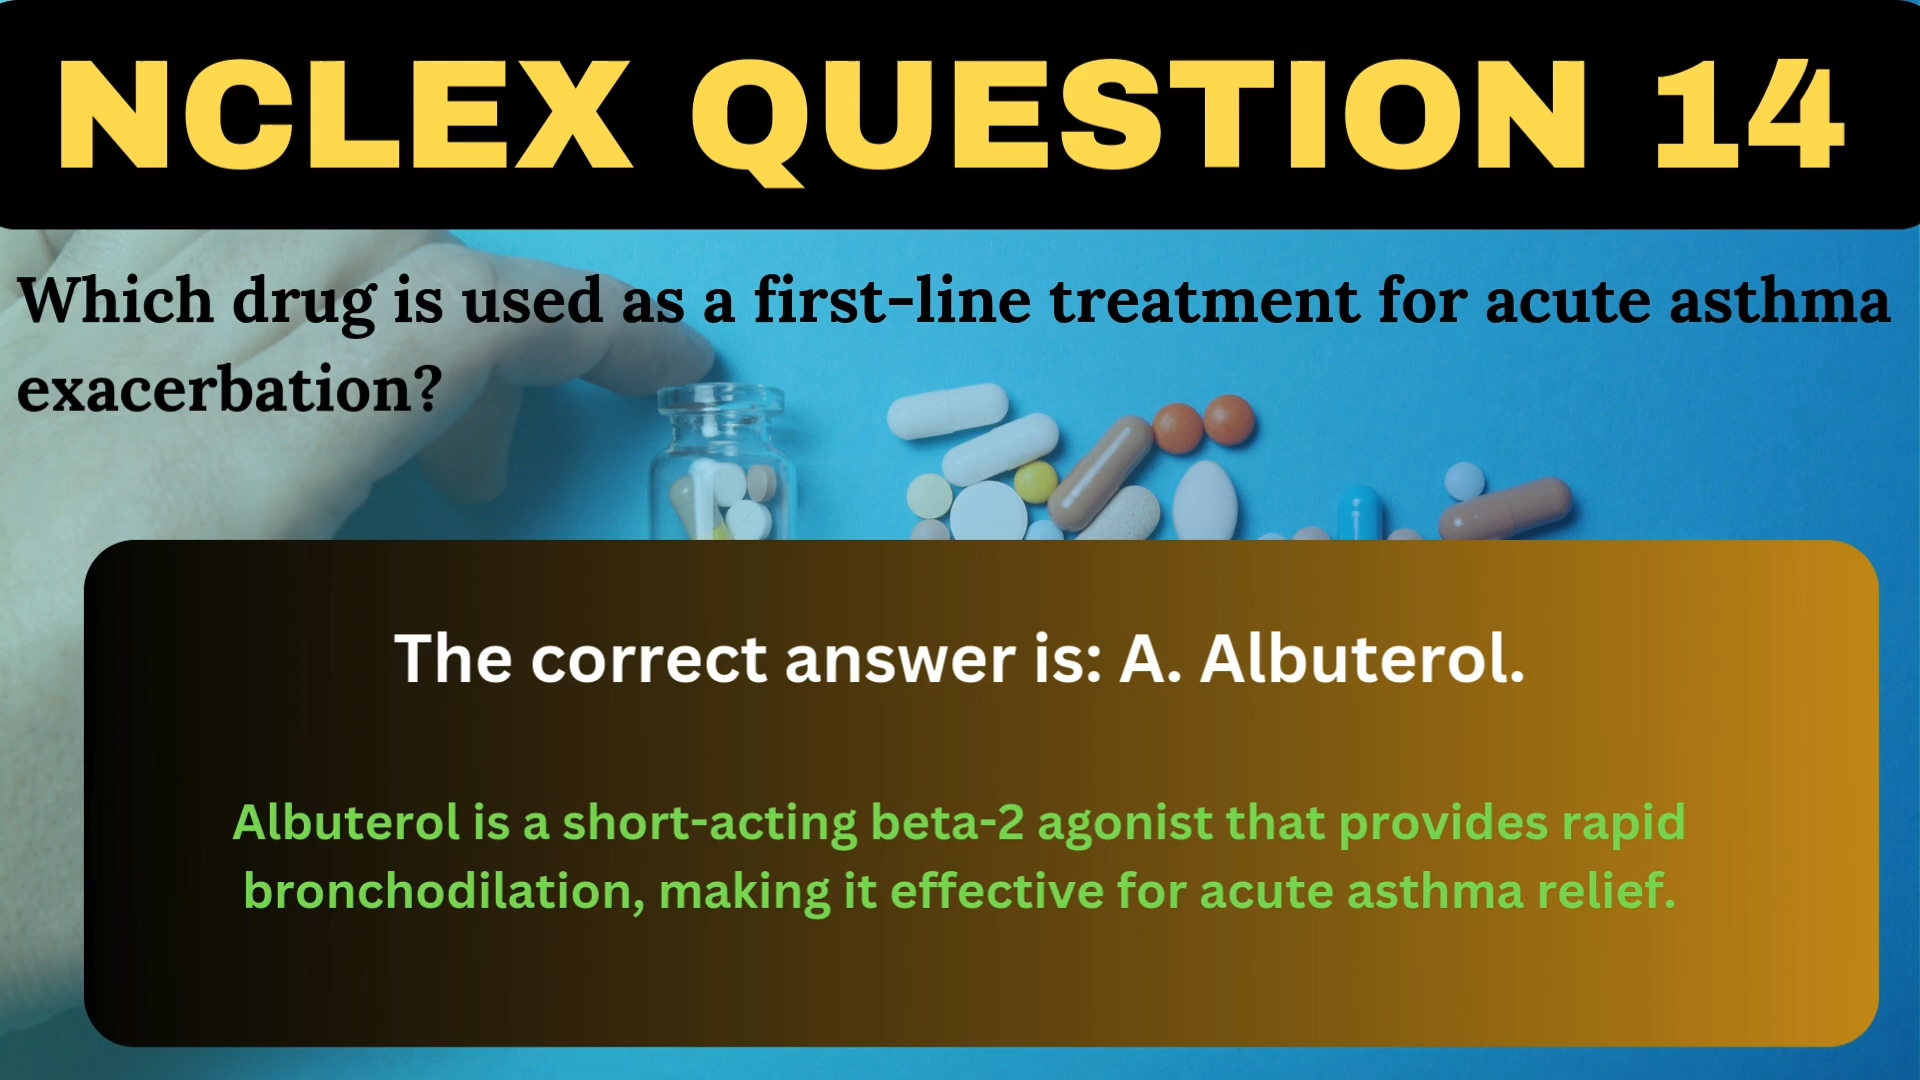 NCLEX QUESTION 14
Which drug is used as a first-line treatment for acute asthma
exacerbation?
The correct answer is: A. Albuterol.
Albuterol is a short-acting beta-2 agonist that provides rapid
bronchodilation, making it effective for acute asthma relief.